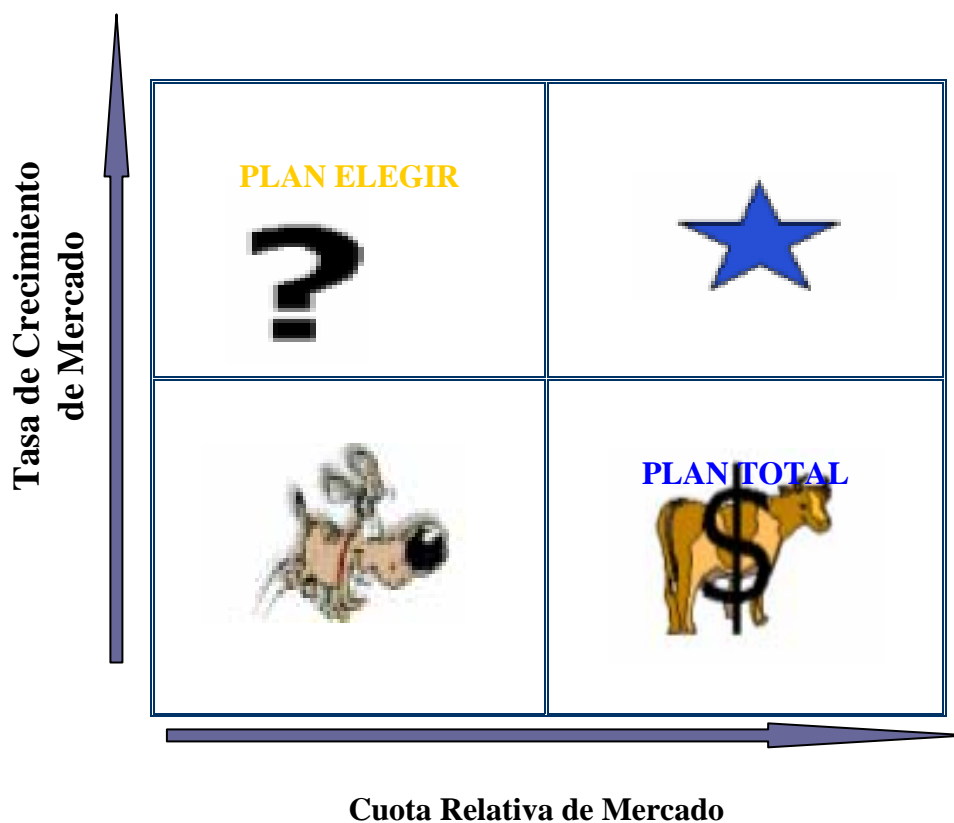 Tasa de Crecimiento
de Mercado
PLAN ELEGIR
?
PLAN TOTAL
$
Cuota Relativa de Mercado